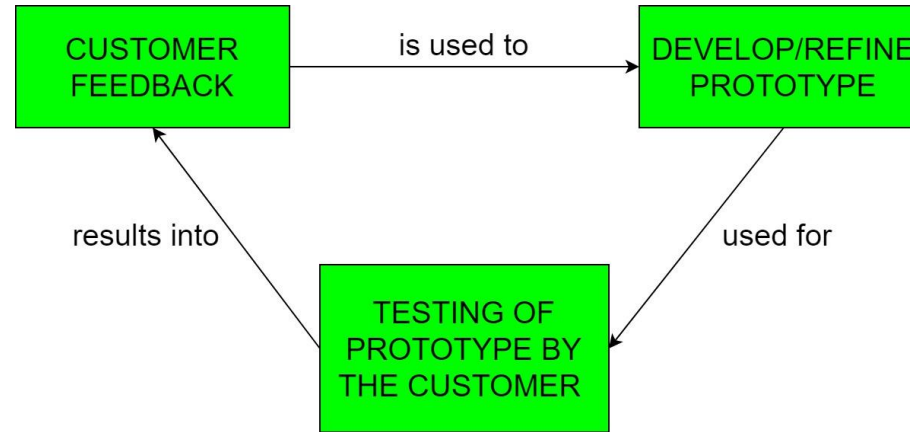 CUSTOMER
FEEDBACK
is used to
DEVELOP/REFINE
PROTOTYPE
results into
used for
TESTING OF
PROTOTYPE BY
THE CUSTOMER